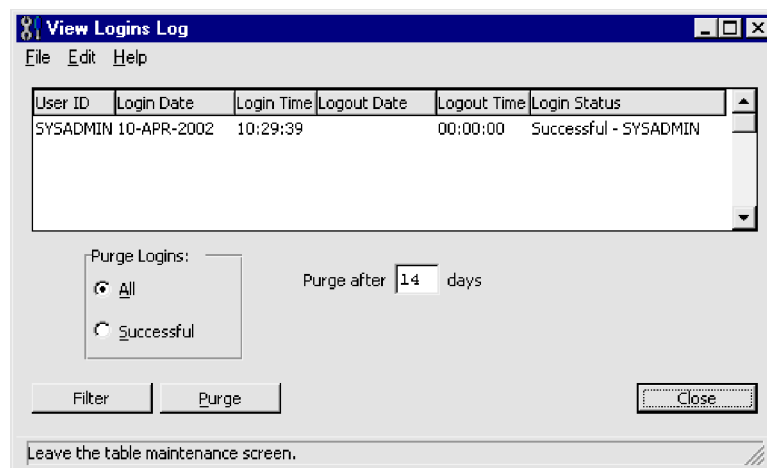 View Logins Log
File Edit Help
User ID Login Date Login Time Logout Date Logout Time Login Status
SYSADMIN 10-APR-2002 10:29:39 00:00:00 Successful - SYSADMIN
Purge Logins:
All
Successful
Purge after 14 days
Filter Purge Close
Leave the table maintenance screen.